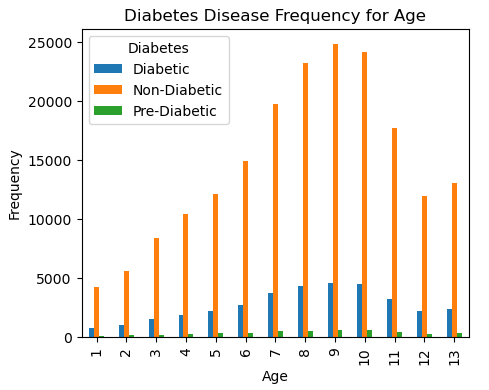 Diabetes Disease Frequency for Age
Diabetes
Diabetic
Non-Diabetic
Pre-Diabetic
25000
20000
15000
10000
5000
0
Frequency
1 2 3 4 5 6 7 8 9 10 11 12 13
Age